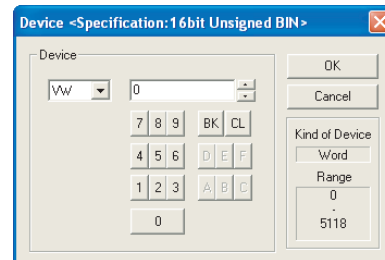 Device <Specification:16bit Unsigned BIN>
Device
VW 0
7 8 9 BK CL
4 5 6 D E F
1 2 3 A B C
0
OK
Cancel
Kind of Device
Word
Range
0
-
5118